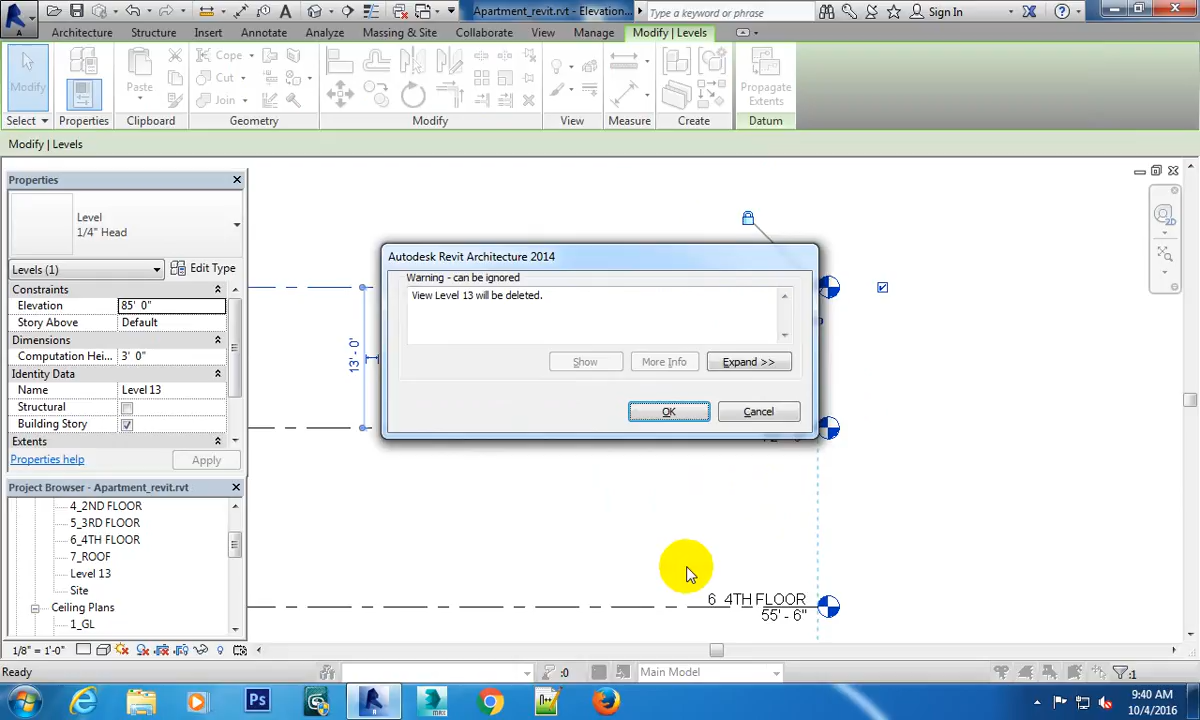 Apartment_revit.rvt - Elevation...
Type a keyword or phrase
Sign In
Architecture
Structure
Insert
Annotate
Analyze
Massing & Site
Collaborate
View
Manage
Modify | Levels
A
Modify
Paste
Cope
Cut
Join
Propagate
Extents
Select
Properties
Clipboard
Geometry
Modify
View
Measure
Create
Datum
Modify | Levels
Properties
Level
1/4" Head
Levels (1)
Edit Type
Constraints
Elevation
85' 0"
Story Above
Default
Dimensions
Computation Hei...
3' 0"
Identity Data
Name
Level 13
Structural
Building Story
Extents
Properties help
Apply
Project Browser - Apartment_revit.rvt
4_2ND FLOOR
5_3RD FLOOR
6_4TH FLOOR
7_ROOF
Level 13
Site
Ceiling Plans
1_GL
2D
13' - 0"
Autodesk Revit Architecture 2014
Warning - can be ignored
View Level 13 will be deleted.
Show
More Info
Expand >>
OK
Cancel
6 4TH FLOOR
55' - 6"
1/8" = 1'-0"
Ready
:0
Main Model
:1
Ps
MAX
9:40 AM
10/4/2016